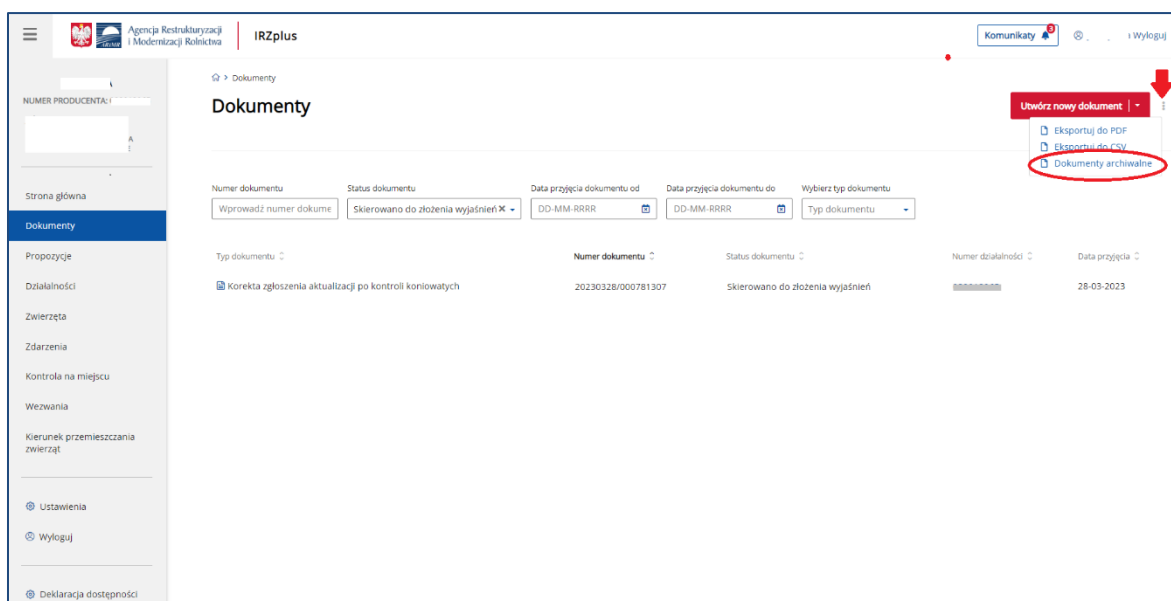 Agencja Restrukturyzacji
i Modernizacji Rolnictwa
IRZplus
Komunikaty 3
Wyloguj
NUMER PRODUCENTA:
Strona główna
Dokumenty
Propozycje
Działalności
Zwierzęta
Zdarzenia
Kontrola na miejscu
Wezwania
Kierunek przemieszczania
zwierząt
Ustawienia
Wyloguj
Deklaracja dostępności
> Dokumenty
Dokumenty
Utwórz nowy dokument
Eksportuj do PDF
Eksportuj do CSV
Dokumenty archiwalne
Numer dokumentu Status dokumentu Data przyjęcia dokumentu od Data przyjęcia dokumentu do Wybierz typ dokumentu
Wprowadź numer dokume Skierowano do złożenia wyjaśnień DD-MM-RRRR DD-MM-RRRR Typ dokumentu
Typ dokumentu Numer dokumentu Status dokumentu Numer działalności Data przyjęcia
Korekta zgłoszenia aktualizacji po kontroli koniowatych 20230328/000781307 Skierowano do złożenia wyjaśnień 28-03-2023